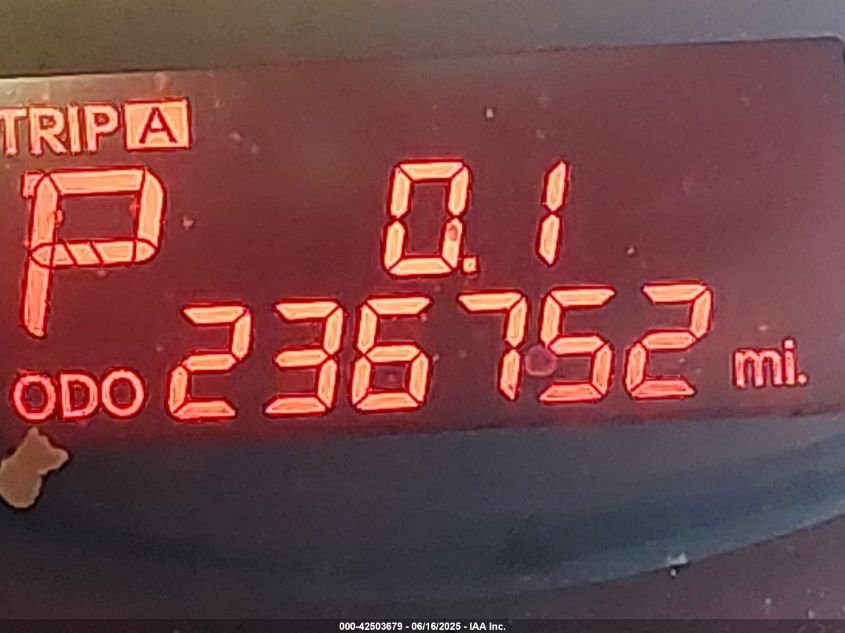 TRIP A
P 0.1
ODO 236752 mi.
000-42503679 - 06/16/2025 - IAA Inc.